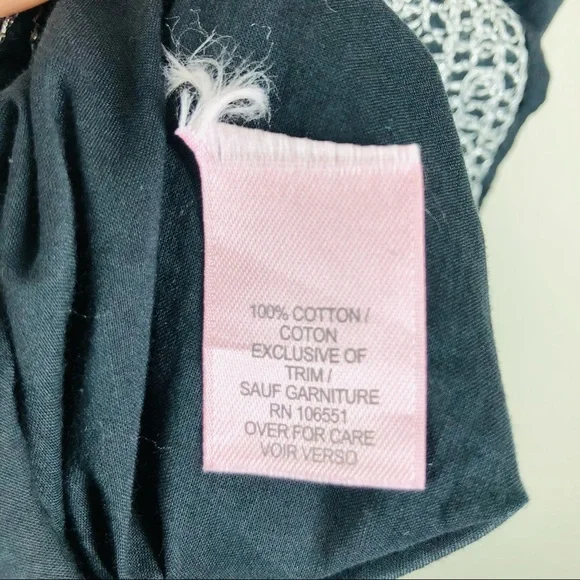 100% COTTON /
COTON
EXCLUSIVE OF
TRIM /
SAUF GARNITURE
RN 106551
OVER FOR CARE
VOIR VERSO